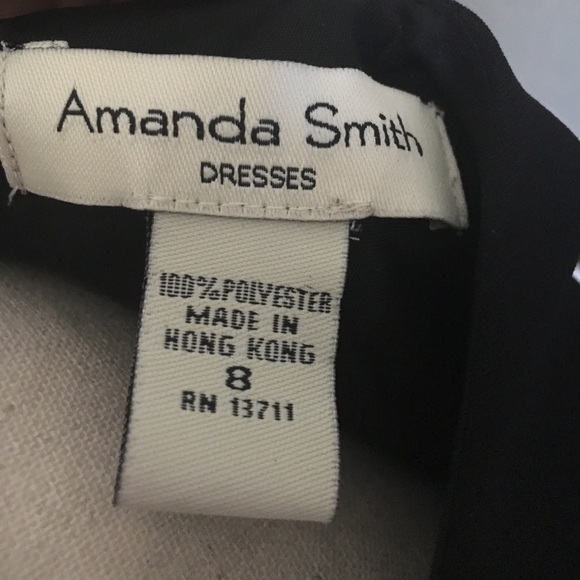 Amanda Smith
DRESSES
100% POLYESTER
MADE IN
HONG KONG
8
RN 13711